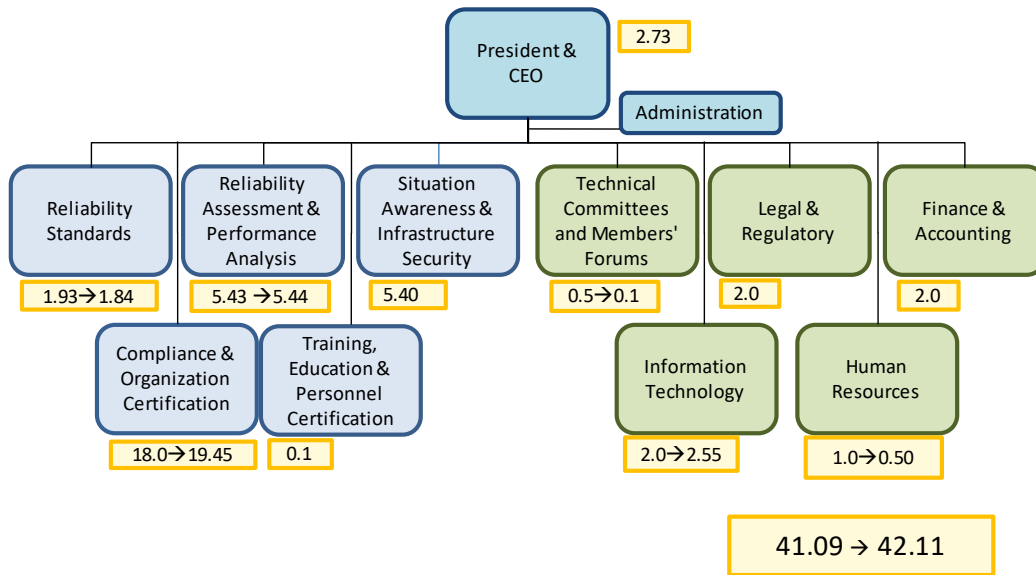 President &
CEO
2.73
Administration
Reliability
Standards
1.93→1.84
Reliability
Assessment &
Performance
Analysis
5.43 →5.44
Situation
Awareness &
Infrastructure
Security
5.40
Technical
Committees
and Members'
Forums
0.5→0.1
Legal &
Regulatory
2.0
Finance &
Accounting
2.0
Compliance &
Organization
Certification
18.0→19.45
Training,
Education &
Personnel
Certification
0.1
Information
Technology
2.0→2.55
Human
Resources
1.0→0.50
41.09 → 42.11